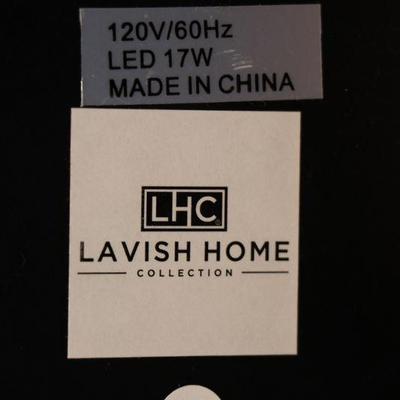 120V/60Hz
LED 17W
MADE IN CHINA
LHC®
LAVISH HOME
COLLECTION